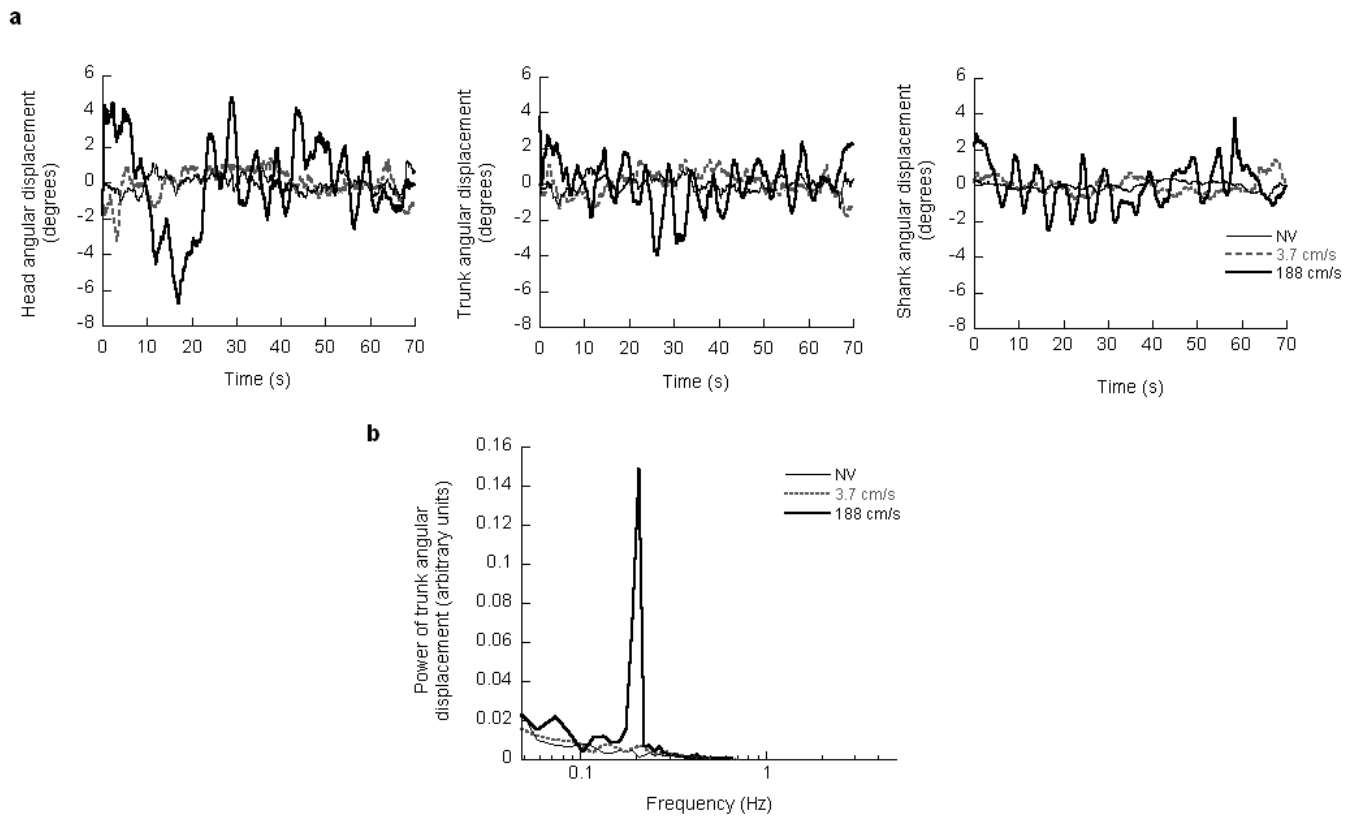 a
6
4
2
0
-2
-4
-6
-8
Head angular displacement
(degrees)
0 10 20 30 40 50 60 70
Time (s)
6
4
2
0
-2
-4
-6
-8
Trunk angular displacement
(degrees)
0 10 20 30 40 50 60 70
Time (s)
6
4
2
0
-2
-4
-6
-8
Shank angular displacement
(degrees)
0 10 20 30 40 50 60 70
Time (s)
NV
3.7 cm/s
188 cm/s
b
0.16
0.14
0.12
0.1
0.08
0.06
0.04
0.02
0
Power of trunk angular
displacement (arbitrary units)
0.1 1
Frequency (Hz)
NV
3.7 cm/s
188 cm/s